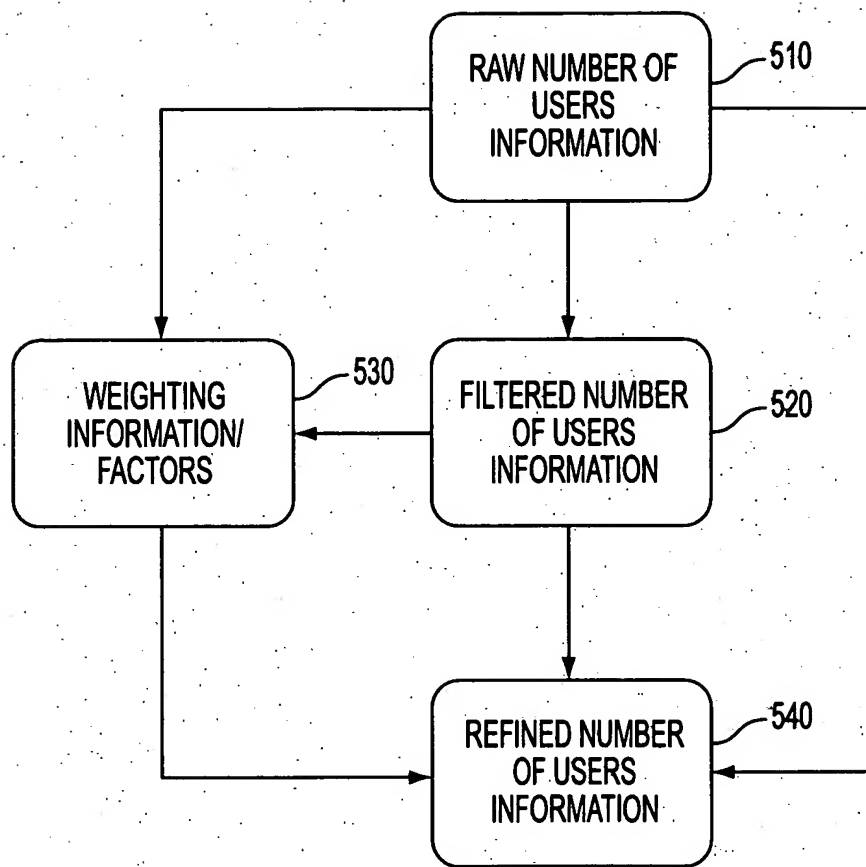 RAW NUMBER OF
USERS
INFORMATION
510
WEIGHTING
INFORMATION/
FACTORS
530
FILTERED NUMBER
OF USERS
INFORMATION
520
REFINED NUMBER
OF USERS
INFORMATION
540